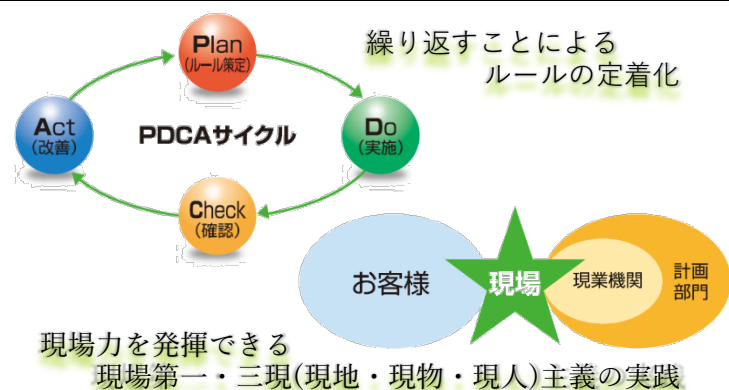 Plan
(ルール策定)
繰り返すことによる
ルールの定着化
Act
(改善)
PDCAサイクル
Do
(実施)
Check
(確認)
お客様
現場
現業機関
計画
部門
現場力を発揮できる
現場第一・三現(現地・現物・現人)主義の実践